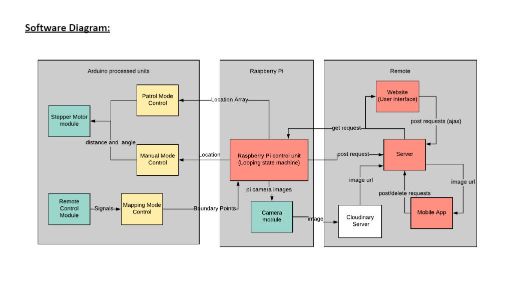 Software Diagram:
Arduino processed units
Raspberry Pi
Remote
Patrol Mode
Control
Location Array
Website
(User interface)
Stepper Motor
module
post requests (ajax)
get request
distance and angle
Manual Mode
Control
Location
Raspberry Pi control unit
(Looping state machine)
post request
Server
image url
image url
pi camera images
post/delete requests
Remote
Control
Module
Signals
Mapping Mode
Control
Boundary Points
Camera
module
image
Cloudinary
Server
Mobile App